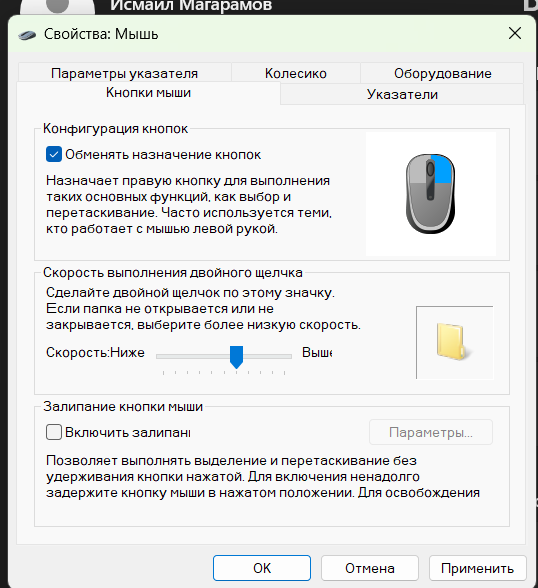 Исмаил Магарамов
Свойства: Мышь
Параметры указателя
Колесико
Оборудование
Кнопки мыши
Указатели
Конфигурация кнопок
Обменять назначение кнопок
Назначает правую кнопку для выполнения
таких основных функций, как выбор и
перетаскивание. Часто используется теми,
кто работает с мышью левой рукой.
Скорость выполнения двойного щелчка
Сделайте двойной щелчок по этому значку.
Если папка не открывается или не
закрывается, выберите более низкую скорость.
Скорость:Ниже
Выше
Залипание кнопки мыши
Включить залипани
Параметры...
Позволяет выполнять выделение и перетаскивание без
удерживания кнопки нажатой. Для включения ненадолго
задержите кнопку мыши в нажатом положении. Для освобождения
OK
Отмена
Применить